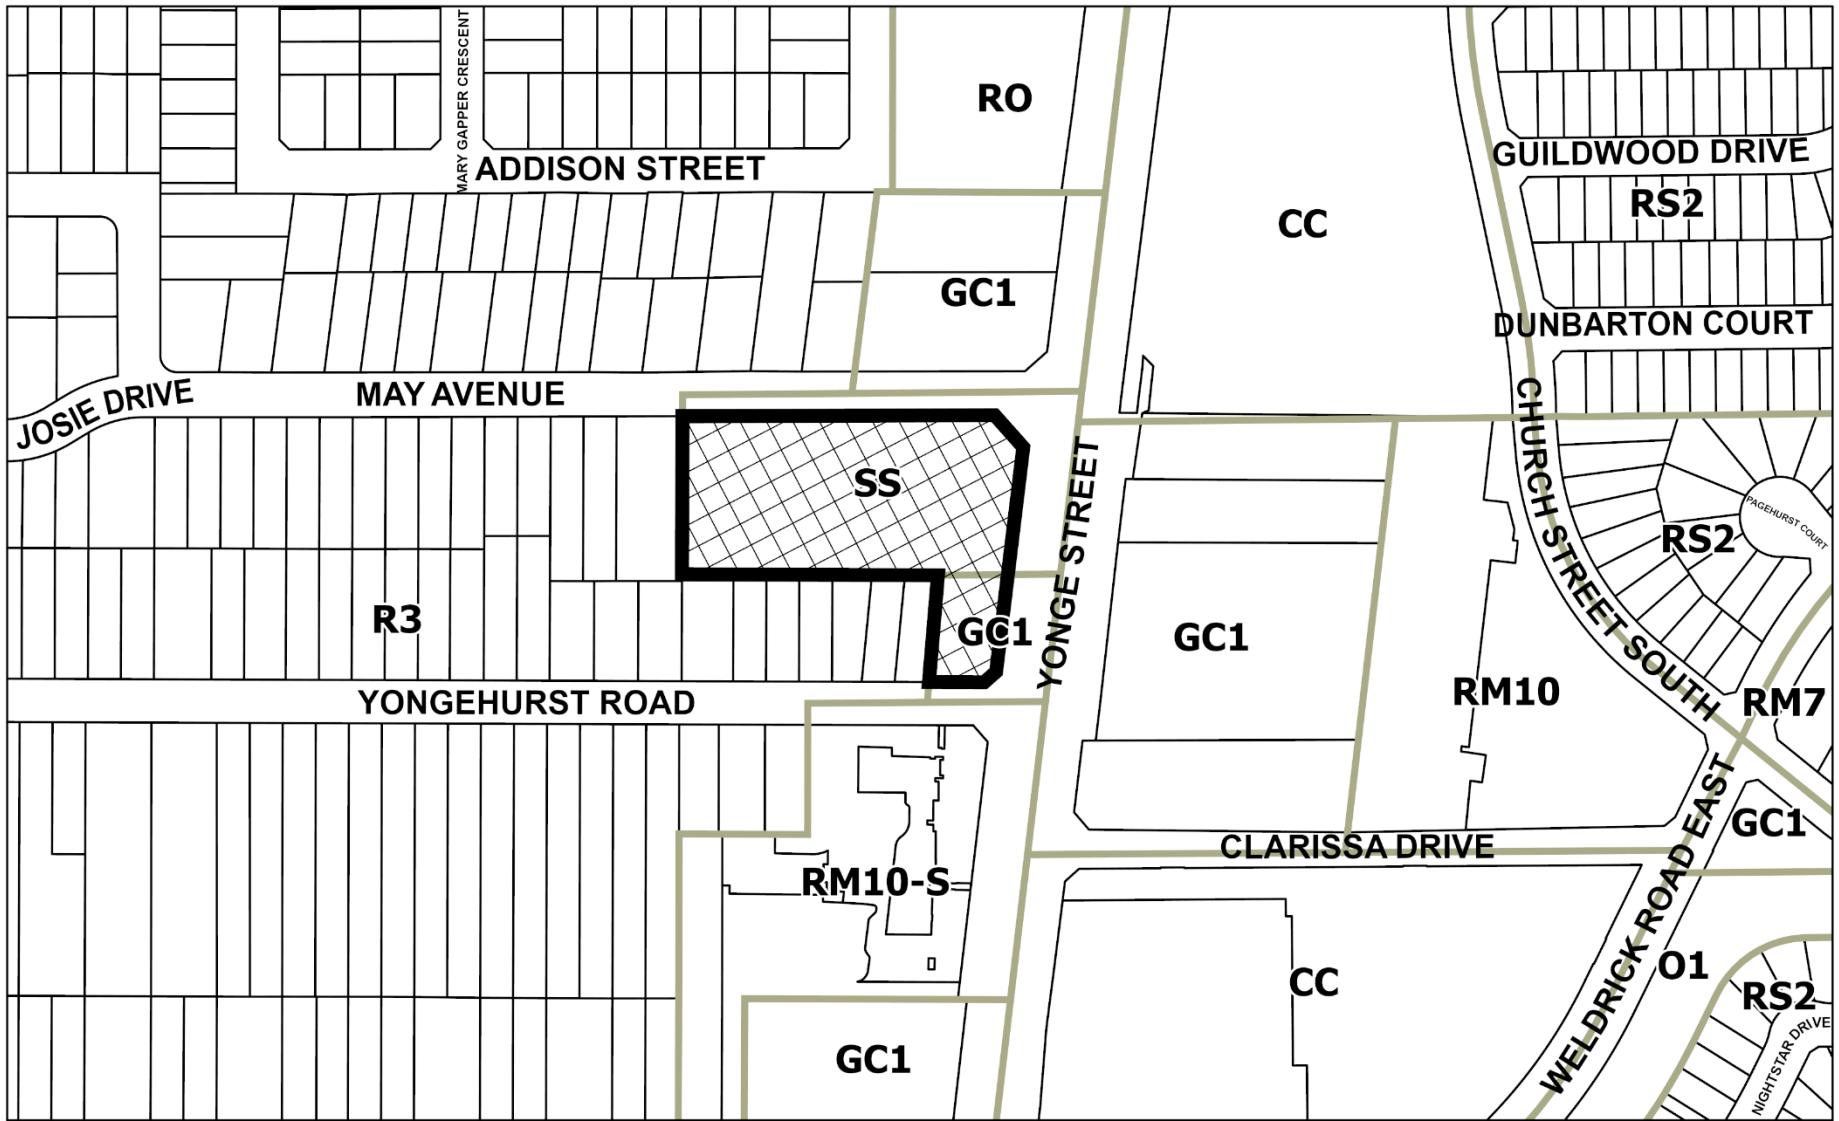 MARY GAPPER CRESCENT
RO
ADDISON STREET
GUILDWOOD DRIVE
RS2
CC
GC1
DUNBARTON COURT
JOSIE DRIVE
MAY AVENUE
CHURCH STREET SOUTH
SS
YONGE STREET
PAGEHURST COURT
RS2
R3
GC1
GC1
RM10
RM7
YONGEHURST ROAD
GC1
CLARISSA DRIVE
RM10-S
WELDRICK ROAD EAST
O1
CC
RS2
NIGHTSTAR DRIVE
GC1